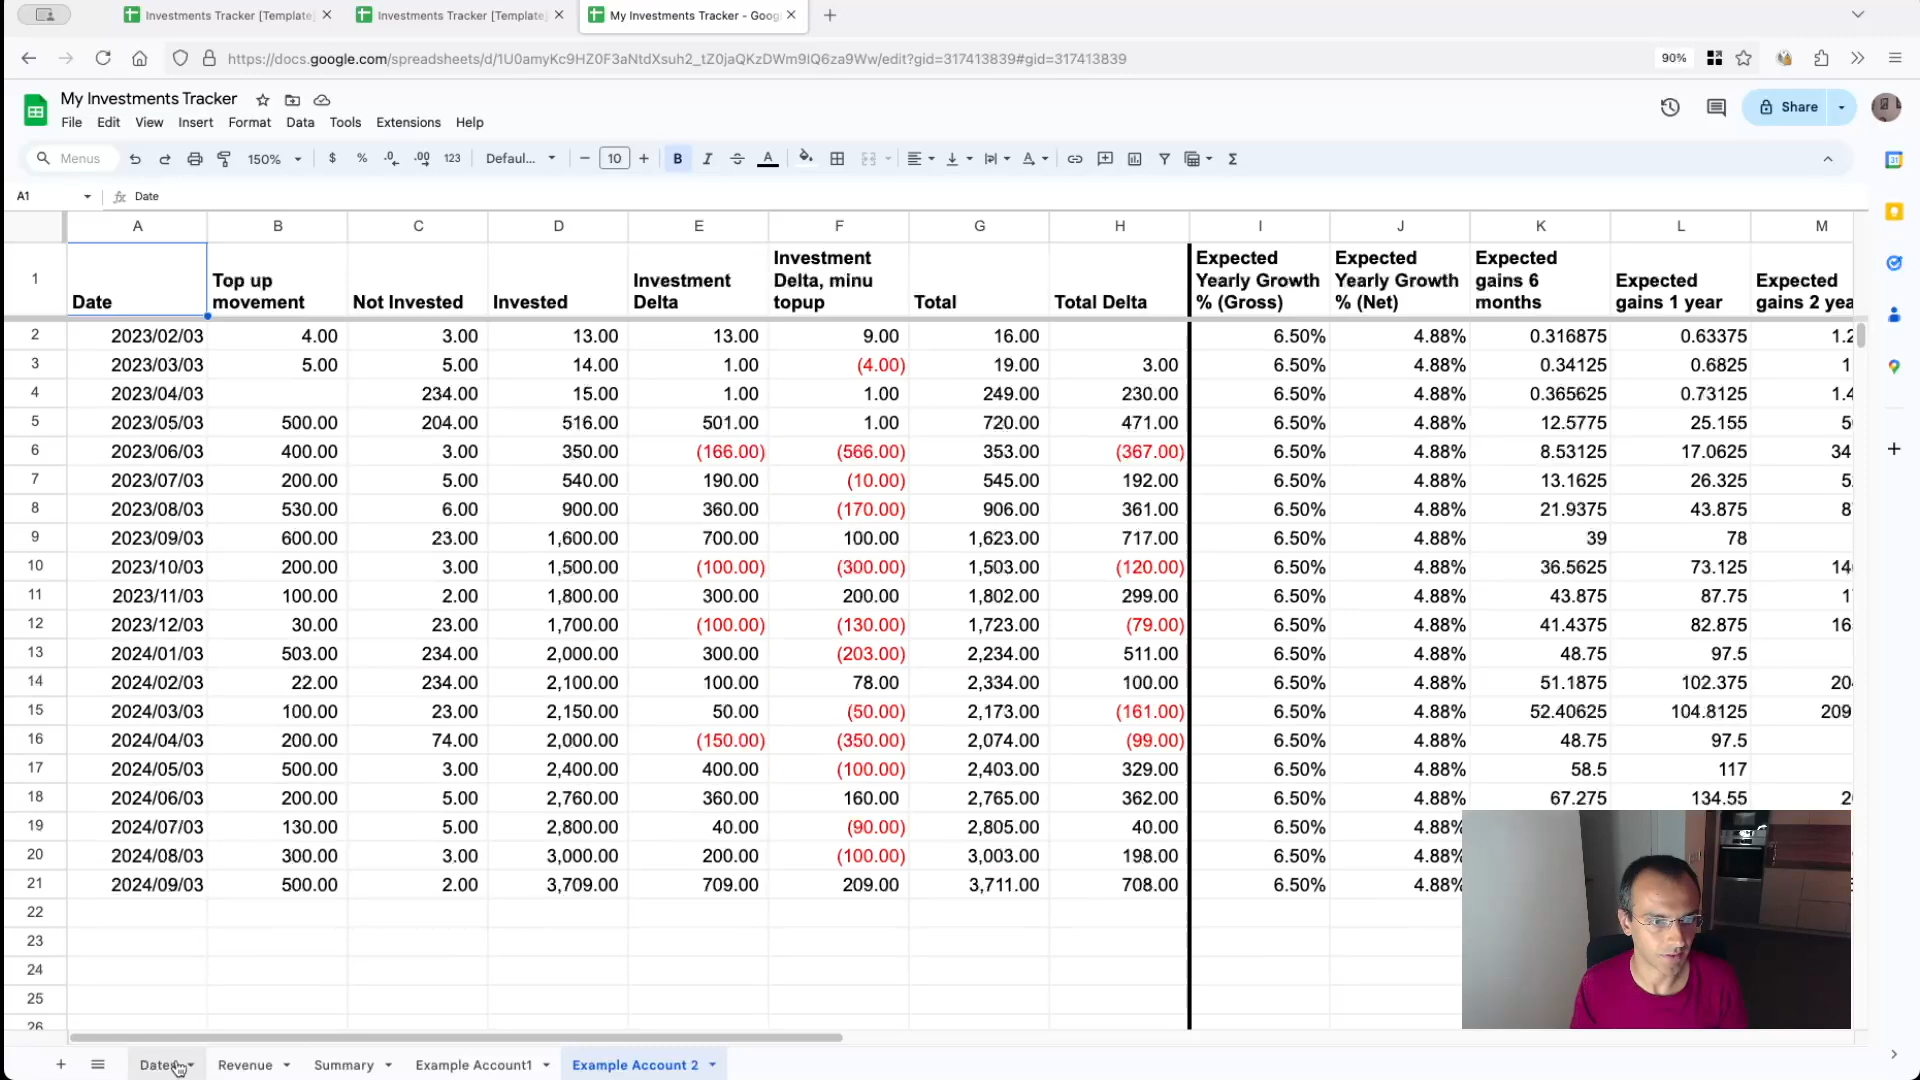 Investments Tracker [Template]
Investments Tracker [Template]
My Investments Tracker - Goog
https://docs.google.com/spreadsheets/d/1U0amyKc9HZ0F3aNtdXsuh2_tZ0jaQKzDWm9lQ6za9Ww/edit?gid=317413839#gid=317413839
90%
My Investments Tracker
Share
File Edit View Insert Format Data Tools Extensions Help
Menus 150% $ % .0 .00 123 Defaul... 10 B I A Σ
31
A1 fx Date
A B C D E F G H I J K L M
1 Date Top up movement Not Invested Invested Investment Delta Investment Delta, minu topup Total Total Delta Expected Yearly Growth % (Gross) Expected Yearly Growth % (Net) Expected gains 6 months Expected gains 1 year Expected gains 2 yea
2 2023/02/03 4.00 3.00 13.00 13.00 9.00 16.00 6.50% 4.88% 0.316875 0.63375 1.2
3 2023/03/03 5.00 5.00 14.00 1.00 (4.00) 19.00 3.00 6.50% 4.88% 0.34125 0.6825 1
4 2023/04/03 234.00 15.00 1.00 1.00 249.00 230.00 6.50% 4.88% 0.365625 0.73125 1.4
5 2023/05/03 500.00 204.00 516.00 501.00 1.00 720.00 471.00 6.50% 4.88% 12.5775 25.155 5
6 2023/06/03 400.00 3.00 350.00 (166.00) (566.00) 353.00 (367.00) 6.50% 4.88% 8.53125 17.0625 34
7 2023/07/03 200.00 5.00 540.00 190.00 (10.00) 545.00 192.00 6.50% 4.88% 13.1625 26.325 5
8 2023/08/03 530.00 6.00 900.00 360.00 (170.00) 906.00 361.00 6.50% 4.88% 21.9375 43.875 8
9 2023/09/03 600.00 23.00 1,600.00 700.00 100.00 1,623.00 717.00 6.50% 4.88% 39 78
10 2023/10/03 200.00 3.00 1,500.00 (100.00) (300.00) 1,503.00 (120.00) 6.50% 4.88% 36.5625 73.125 14
11 2023/11/03 100.00 2.00 1,800.00 300.00 200.00 1,802.00 299.00 6.50% 4.88% 43.875 87.75 1
12 2023/12/03 30.00 23.00 1,700.00 (100.00) (130.00) 1,723.00 (79.00) 6.50% 4.88% 41.4375 82.875 16
13 2024/01/03 503.00 234.00 2,000.00 300.00 (203.00) 2,234.00 511.00 6.50% 4.88% 48.75 97.5
14 2024/02/03 22.00 234.00 2,100.00 100.00 78.00 2,334.00 100.00 6.50% 4.88% 51.1875 102.375 20
15 2024/03/03 100.00 23.00 2,150.00 50.00 (50.00) 2,173.00 (161.00) 6.50% 4.88% 52.40625 104.8125 209
16 2024/04/03 200.00 74.00 2,000.00 (150.00) (350.00) 2,074.00 (99.00) 6.50% 4.88% 48.75 97.5
17 2024/05/03 500.00 3.00 2,400.00 400.00 (100.00) 2,403.00 329.00 6.50% 4.88% 58.5 117
18 2024/06/03 200.00 5.00 2,760.00 360.00 160.00 2,765.00 362.00 6.50% 4.88% 67.275 134.55 2
19 2024/07/03 130.00 5.00 2,800.00 40.00 (90.00) 2,805.00 40.00 6.50% 4.88%
20 2024/08/03 300.00 3.00 3,000.00 200.00 (100.00) 3,003.00 198.00 6.50% 4.88%
21 2024/09/03 500.00 2.00 3,709.00 709.00 209.00 3,711.00 708.00 6.50% 4.88%
22
23
24
25
26
Dates Revenue Summary Example Account1 Example Account 2